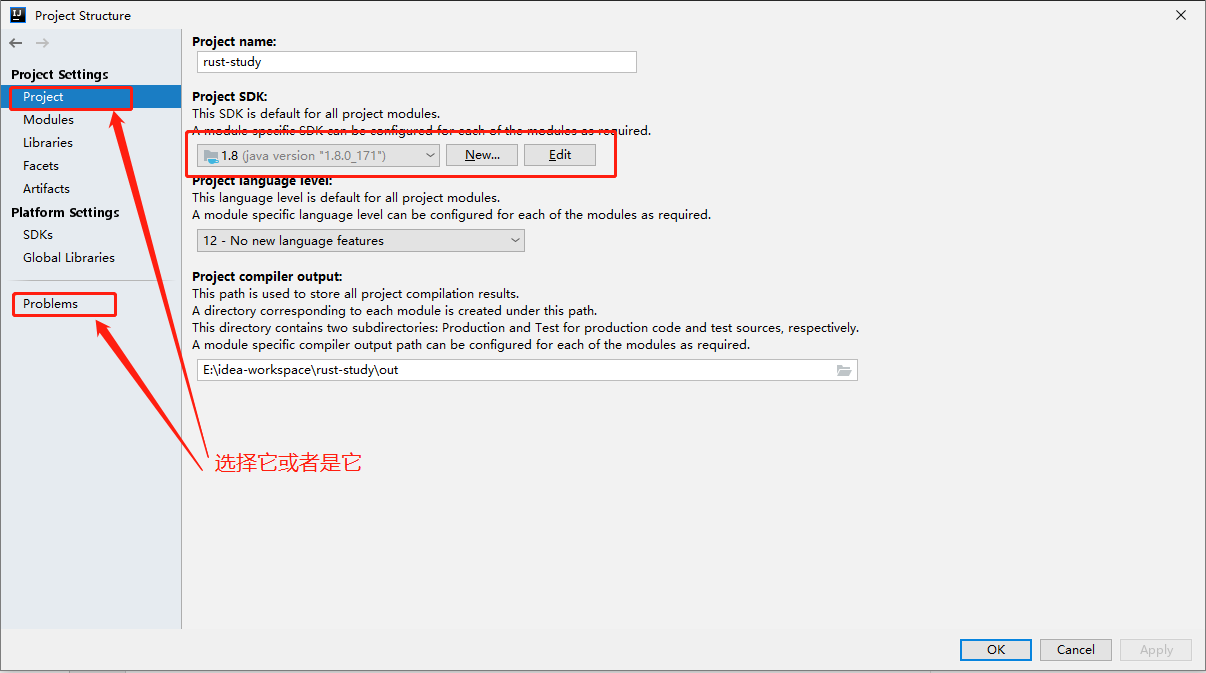 Project Structure
Project Settings
Project
Modules
Libraries
Facets
Artifacts
Platform Settings
SDKs
Global Libraries
Problems
Project name:
rust-study
Project SDK:
This SDK is default for all project modules.
A module specific SDK can be configured for each of the modules as required.
1.8 (java version "1.8.0_171")
New...
Edit
Project language level:
This language level is default for all project modules.
A module specific language level can be configured for each of the modules as required.
12 - No new language features
Project compiler output:
This path is used to store all project compilation results.
A directory corresponding to each module is created under this path.
This directory contains two subdirectories: Production and Test for production code and test sources, respectively.
A module specific compiler output path can be configured for each of the modules as required.
E:\idea-workspace\rust-study\out
选择它或者是它
OK
Cancel
Apply